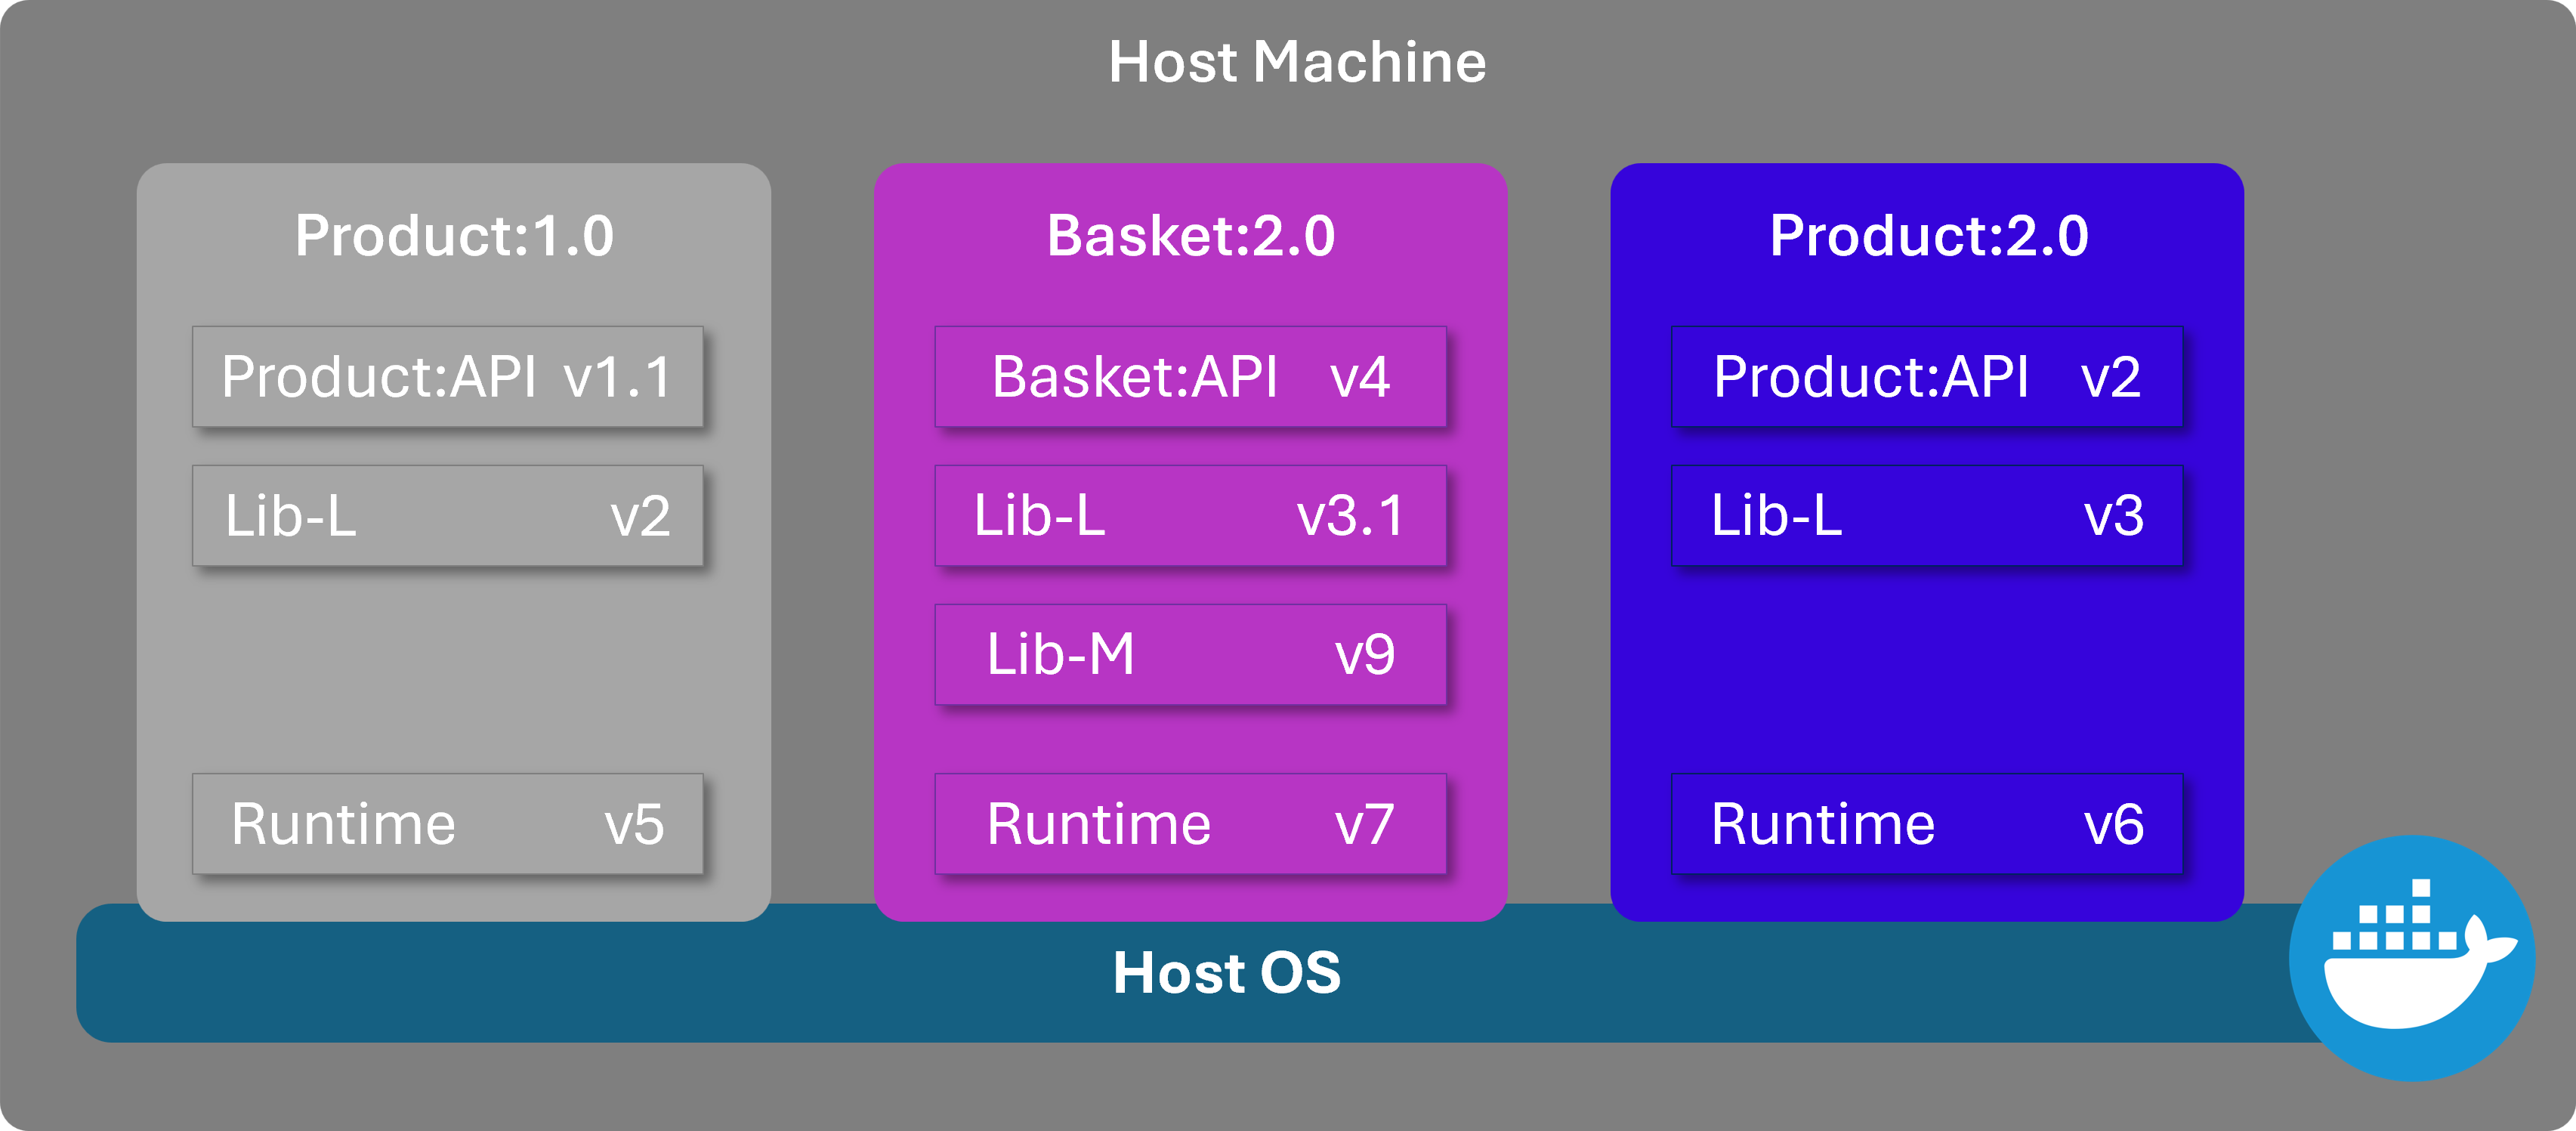 Host Machine
Product:1.0
Product:API v1.1
Lib-L v2
Runtime v5
Basket:2.0
Basket:API v4
Lib-L v3.1
Lib-M v9
Runtime v7
Product:2.0
Product:API v2
Lib-L v3
Runtime v6
Host OS